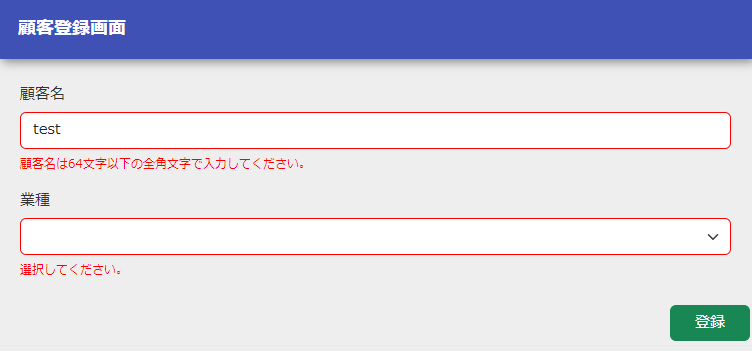 顧客登録画面
顧客名
test
顧客名は64文字以下の全角文字で入力してください。
業種
選択してください。
登録